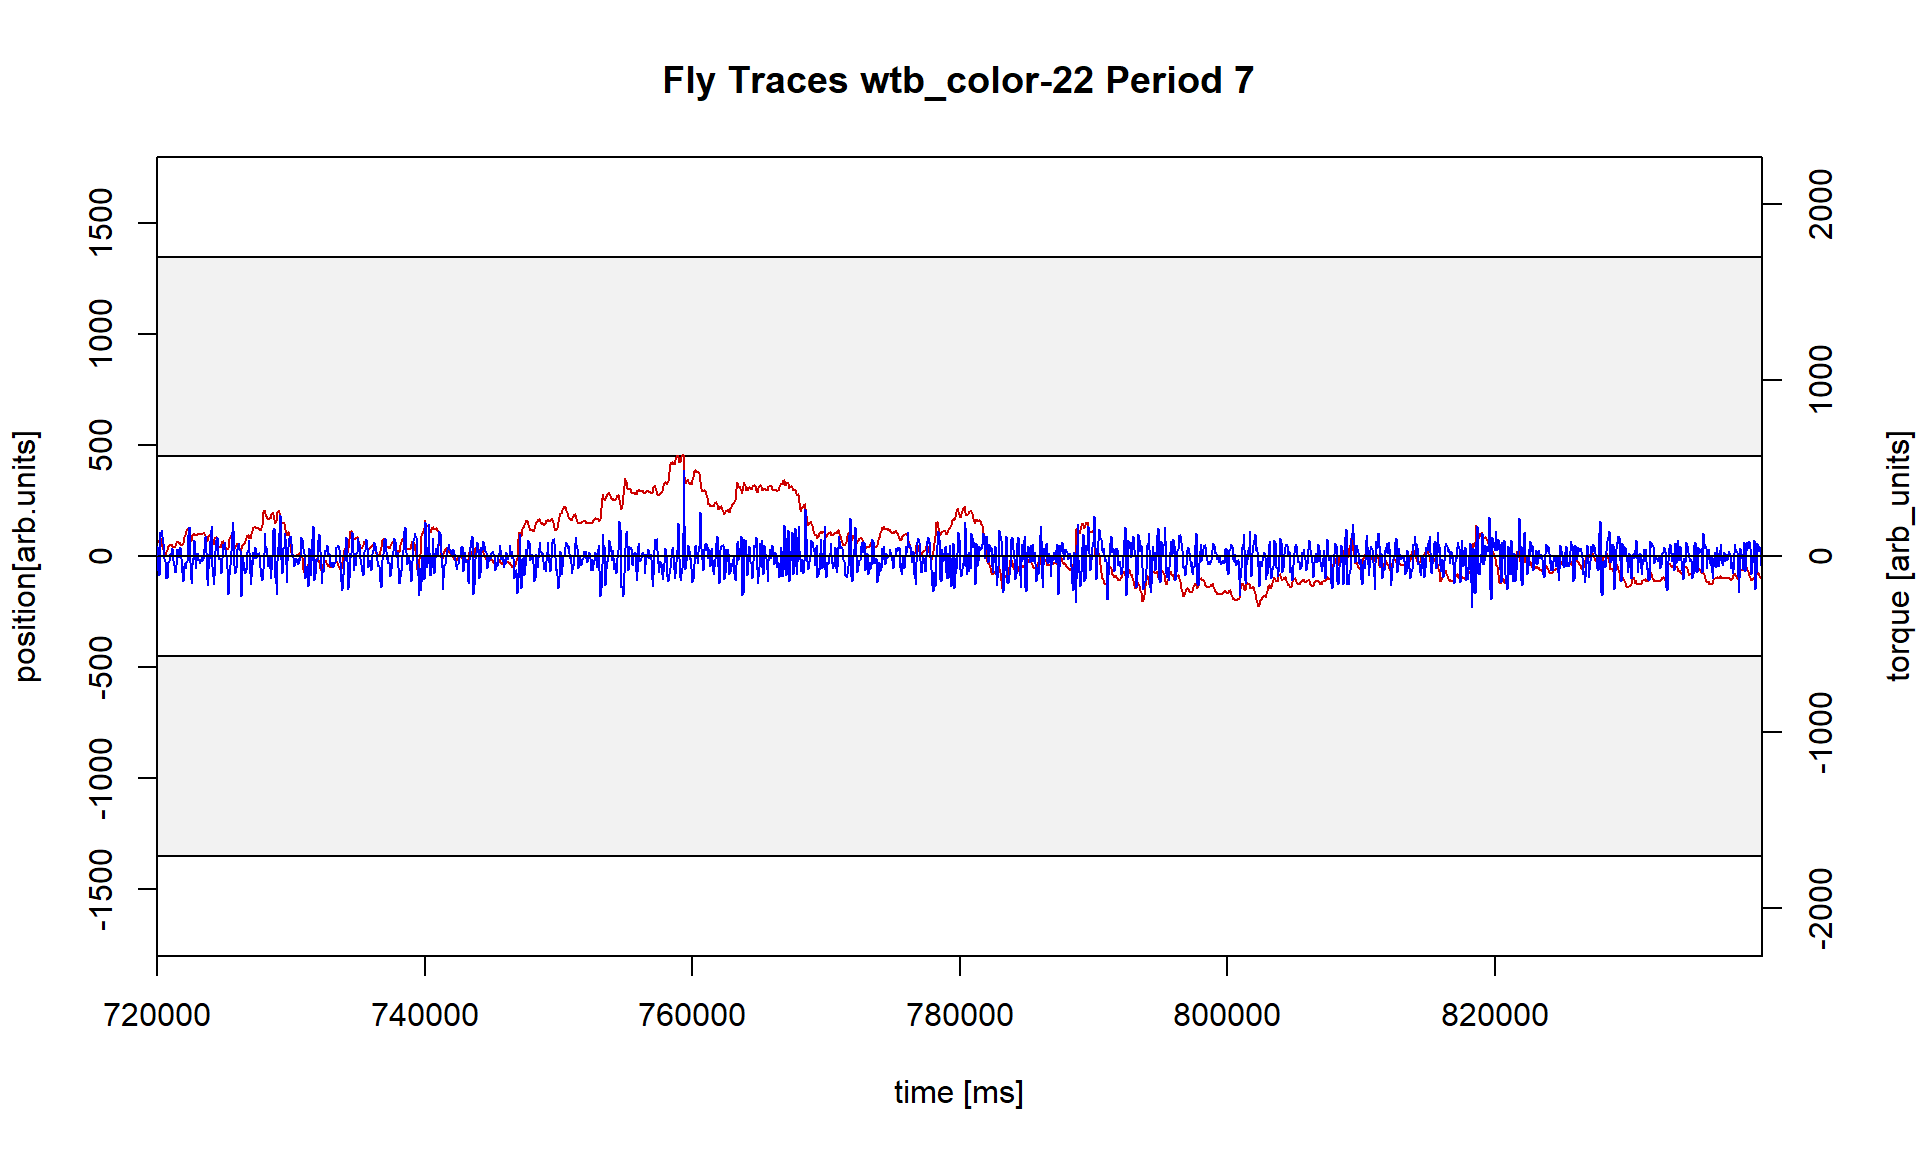 Fly Traces wtb_color-22 Period 7
position[arb.units]
1500
1000
500
0
-500
-1000
-1500
2000
1000
0
-1000
-2000
torque [arb_units]
720000 740000 760000 780000 800000 820000
time [ms]